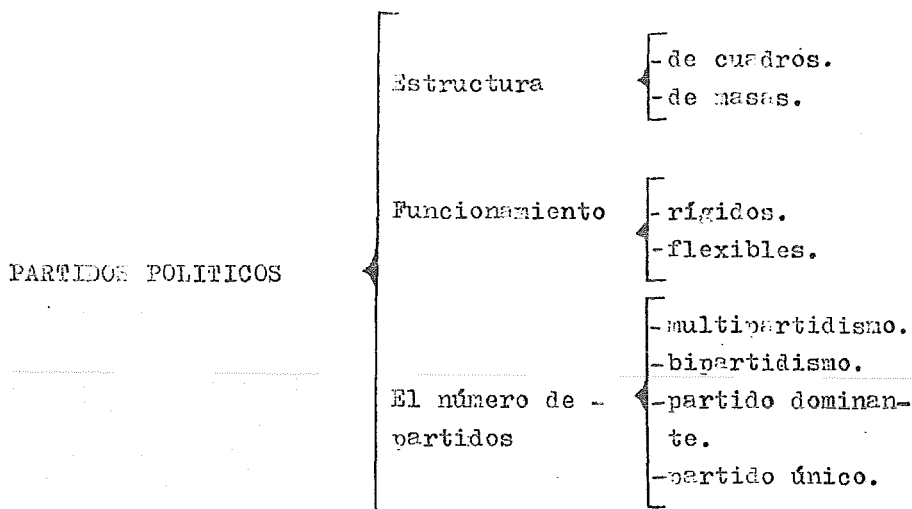 Estructura
-de cuadros.
-de masas.
Funcionamiento
-rígidos.
-flexibles.
PARTIDOS POLITICOS
-multipartidismo.
-bipartidismo.
El número de -
partidos
-partido dominan-
te.
-partido único.